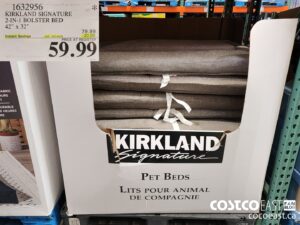 1632956
KIRKLAND SIGNATURE
2-IN-1 BOLSTER BED
42" x 32"
59.99
KIRKLAND
Signature
PET BEDS
LITS POUR ANIMAL
DE COMPAGNIE
COSTCO EAST
cocoeast.ca